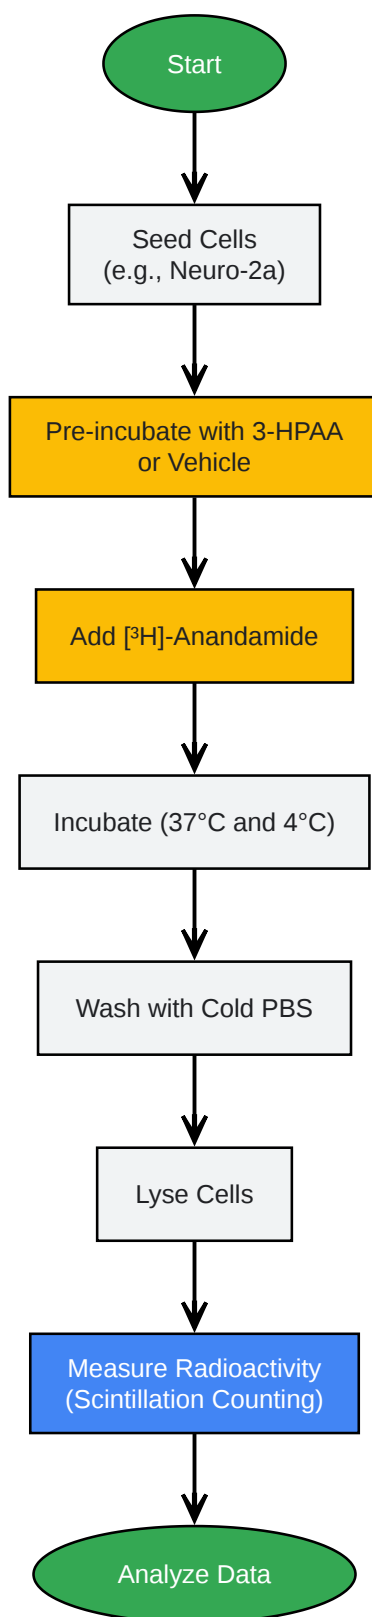 Start
Seed Cells
(e.g., Neuro-2a)
Pre-incubate with 3-HPAA
or Vehicle
Add [³H]-Anandamide
Incubate (37°C and 4°C)
Wash with Cold PBS
Lyse Cells
Measure Radioactivity
(Scintillation Counting)
Analyze Data